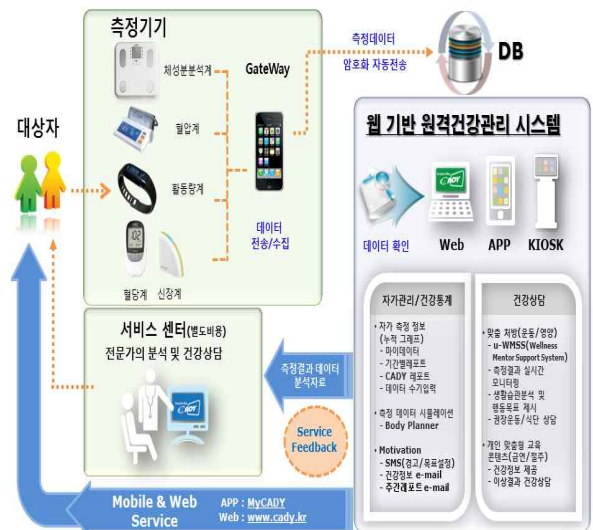 측정기기
체성분분석계
GateWay
혈압계
활동량계
데이터
전송/수집
혈당계
신장계
대상자
측정데이터
암호화 자동전송
DB
웹 기반 원격건강관리 시스템
데이터 확인
Web
APP
KIOSK
CADY
자가관리/건강통계
• 자가 측정 정보
(누적 그래프)
- 마이데이터
- 기간별레포트
- CADY 레포트
- 데이터 수기입력
• 측정 데이터 시뮬레이션
- Body Planner
• Motivation
- SMS(경고/목표설정)
- 건강정보 e-mail
- 주간레포트 e-mail
건강상담
• 맞춤 처방(운동/영양)
- u-WMSS(Wellness
Mentor Support System)
- 측정결과 실시간
모니터링
- 생활습관분석 및
행동목표 제시
- 권장운동/식단 상담
• 개인 맞춤형 교육
콘텐츠(금연/절주)
- 건강정보 제공
- 이상결과 건강상담
서비스 센터(별도비용)
전문가의 분석 및 건강상담
CADY
측정결과 데이터
분석자료
Service
Feedback
Mobile & Web
Service
APP : MyCADY
Web : www.cady.kr